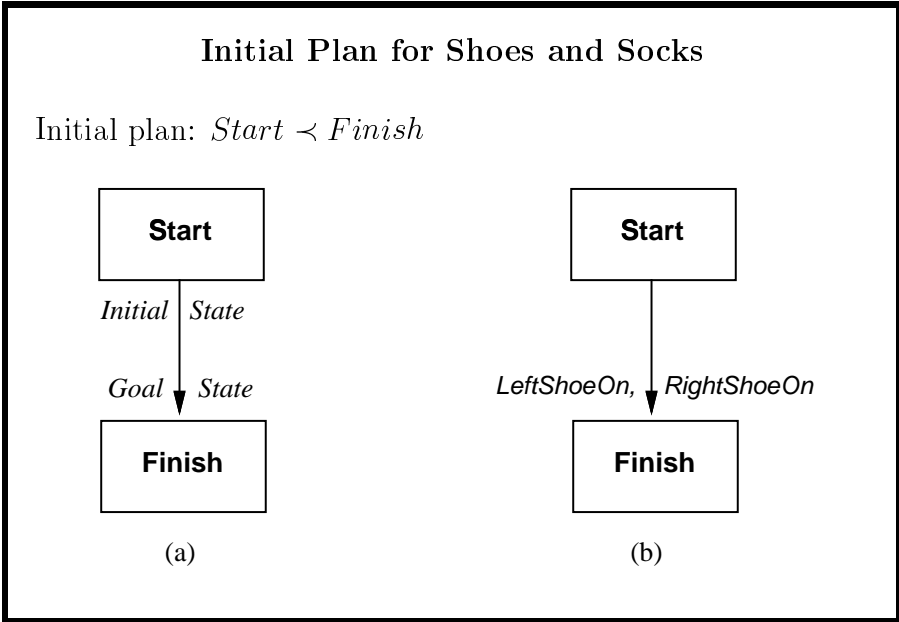 Initial Plan for Shoes and Socks
Initial plan: Start ≺ Finish
Start
Initial State
Goal State
Finish
(a)
Start
LeftShoeOn, RightShoeOn
Finish
(b)